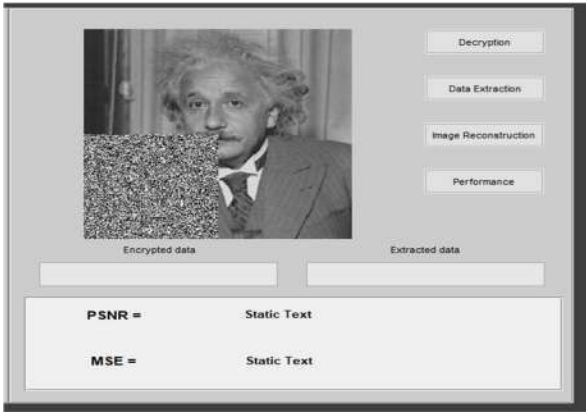 Decryption
Data Extraction
Image Reconstruction
Performance
Encrypted data
Extracted data
PSNR =
Static Text
MSE =
Static Text